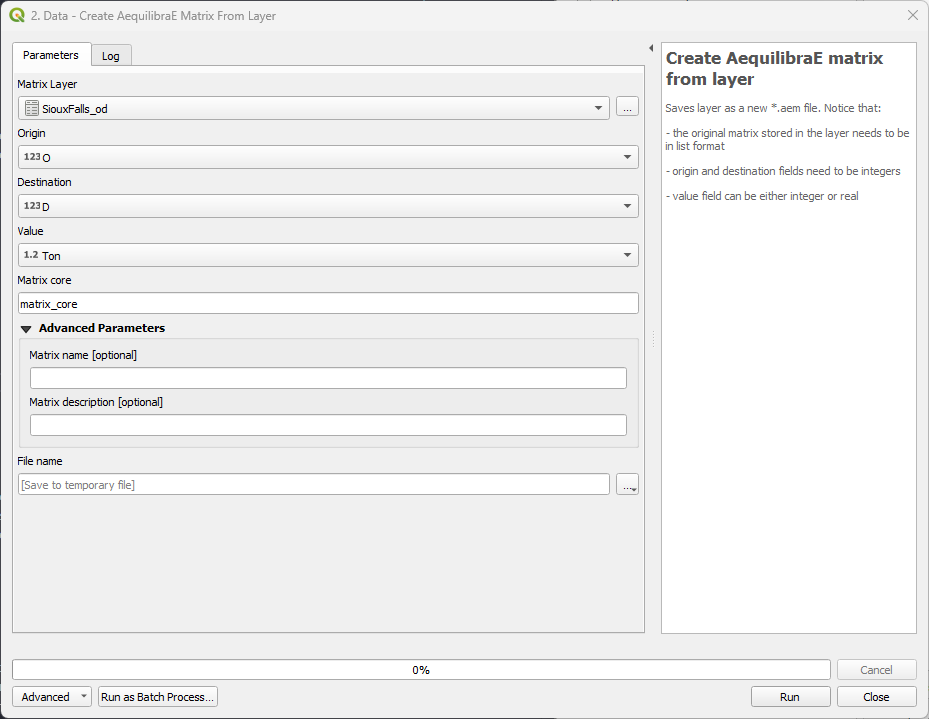 2. Data - Create AequilibraE Matrix From Layer
Parameters
Log
Matrix Layer
SiouxFalls_od
...
Origin
123 O
Destination
123 D
Value
1.2 Ton
Matrix core
matrix_core
Advanced Parameters
Matrix name [optional]
Matrix description [optional]
File name
[Save to temporary file]
...
Create AequilibraE matrix
from layer
Saves layer as a new *.aem file. Notice that:
- the original matrix stored in the layer needs to be
in list format
- origin and destination fields need to be integers
- value field can be either integer or real
0%
Cancel
Advanced
Run as Batch Process...
Run
Close